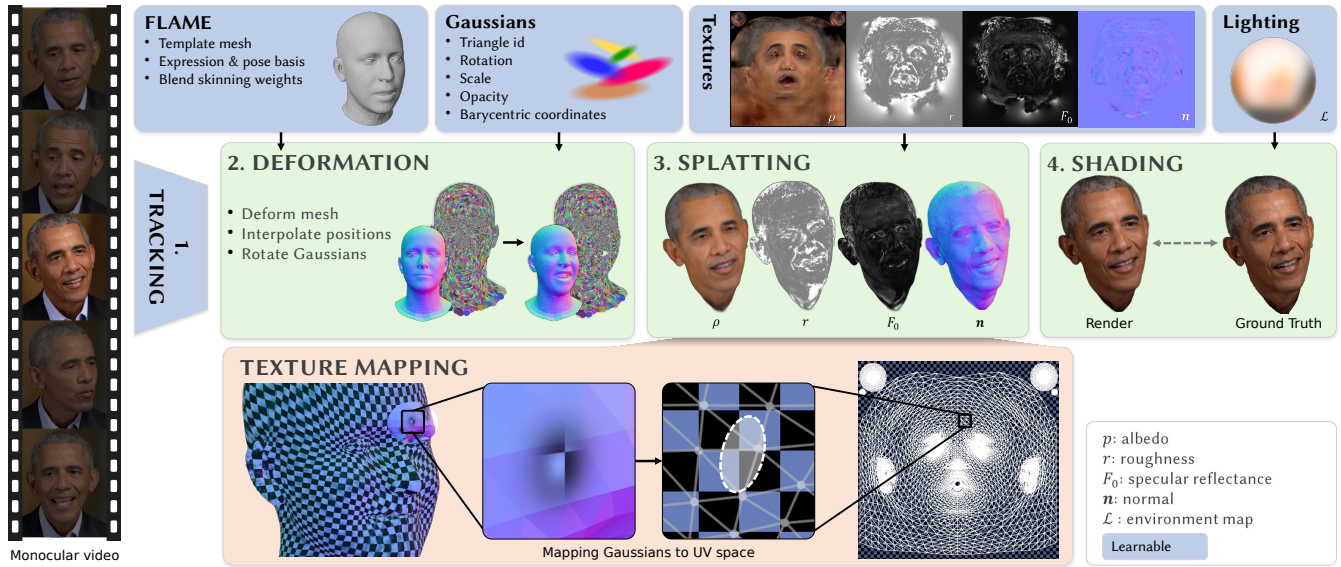 FLAME
• Template mesh
• Expression & pose basis
• Blend skinning weights
Gaussians
• Triangle id
• Rotation
• Scale
• Opacity
• Barycentric coordinates
Textures
ρ
r
F₀
n
Lighting
ℒ
1.
TRACKING
2. DEFORMATION
• Deform mesh
• Interpolate positions
• Rotate Gaussians
3. SPLATTING
ρ
r
F₀
n
4. SHADING
Render
Ground Truth
TEXTURE MAPPING
Mapping Gaussians to UV space
Monocular video
p: albedo
r: roughness
F₀: specular reflectance
n: normal
ℒ : environment map
Learnable